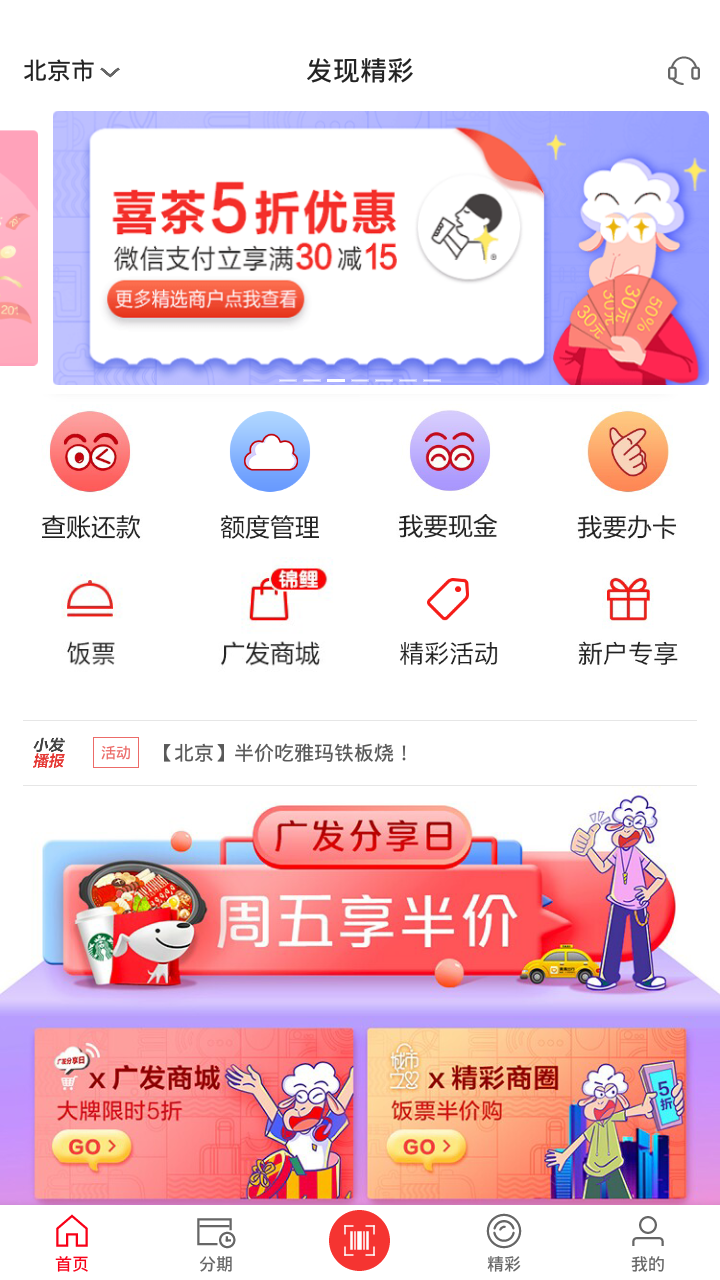 北京市
发现精彩
喜茶5折优惠
微信支付立享满30减15
更多精选商户点我查看
30元
30元
30元
50%
查账还款
额度管理
我要现金
我要办卡
锦鲤
饭票
广发商城
精彩活动
新户专享
小发
播报
活动
【北京】半价吃雅玛铁板烧！
广发分享日
周五享半价
广发分享日
x 广发商城
大牌限时5折
GO >
城市
x 精彩商圈
饭票半价购
GO >
5折
首页
分期
精彩
我的